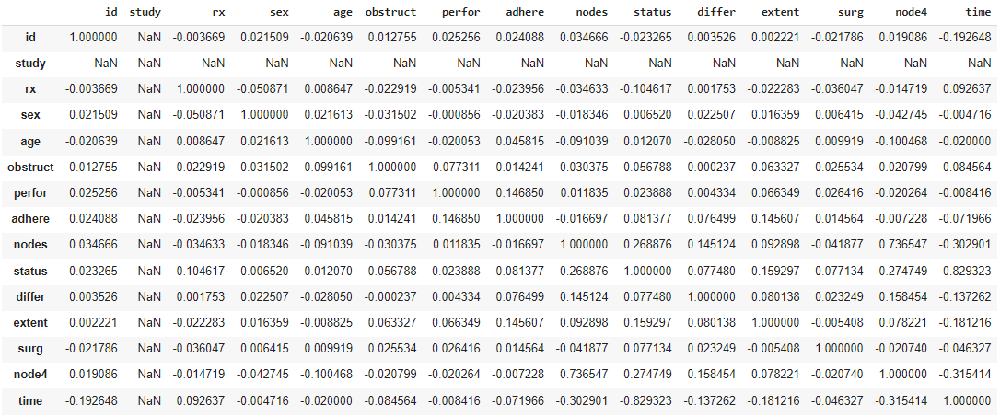 id study rx sex age obstruct perfor adhere nodes status differ extent surg node4 time
id 1.000000 NaN -0.003669 0.021509 -0.020639 0.012755 0.025256 0.024088 0.034666 -0.023265 0.003526 0.002221 -0.021786 0.019086 -0.192648
study NaN NaN NaN NaN NaN NaN NaN NaN NaN NaN NaN NaN NaN NaN NaN
rx -0.003669 NaN 1.000000 -0.050871 0.008647 -0.022919 -0.005341 -0.023956 -0.034633 -0.104617 0.001753 -0.022283 -0.036047 -0.014719 0.092637
sex 0.021509 NaN -0.050871 1.000000 0.021613 -0.031502 -0.000856 -0.020383 -0.018346 0.006520 0.022507 0.016359 0.006415 -0.042745 -0.004716
age -0.020639 NaN 0.008647 0.021613 1.000000 -0.099161 -0.020053 0.045815 -0.091039 0.012070 -0.028050 -0.008825 0.009919 -0.100468 -0.020000
obstruct 0.012755 NaN -0.022919 -0.031502 -0.099161 1.000000 0.077311 0.014241 -0.030375 0.056788 -0.000237 0.063327 0.025534 -0.020799 -0.084564
perfor 0.025256 NaN -0.005341 -0.000856 -0.020053 0.077311 1.000000 0.146850 0.011835 0.023888 0.004334 0.066349 0.026416 -0.020264 -0.008416
adhere 0.024088 NaN -0.023956 -0.020383 0.045815 0.014241 0.146850 1.000000 -0.016697 0.081377 0.076499 0.145607 0.014564 -0.007228 -0.071966
nodes 0.034666 NaN -0.034633 -0.018346 -0.091039 -0.030375 0.011835 -0.016697 1.000000 0.268876 0.145124 0.092898 -0.041877 0.736547 -0.302901
status -0.023265 NaN -0.104617 0.006520 0.012070 0.056788 0.023888 0.081377 0.268876 1.000000 0.077480 0.159297 0.077134 0.274749 -0.829323
differ 0.003526 NaN 0.001753 0.022507 -0.028050 -0.000237 0.004334 0.076499 0.145124 0.077480 1.000000 0.080138 0.023249 0.158454 -0.137262
extent 0.002221 NaN -0.022283 0.016359 -0.008825 0.063327 0.066349 0.145607 0.092898 0.159297 0.080138 1.000000 -0.005408 0.078221 -0.181216
surg -0.021786 NaN -0.036047 0.006415 0.009919 0.025534 0.026416 0.014564 -0.041877 0.077134 0.023249 -0.005408 1.000000 -0.020740 -0.046327
node4 0.019086 NaN -0.014719 -0.042745 -0.100468 -0.020799 -0.020264 -0.007228 0.736547 0.274749 0.158454 0.078221 -0.020740 1.000000 -0.315414
time -0.192648 NaN 0.092637 -0.004716 -0.020000 -0.084564 -0.008416 -0.071966 -0.302901 -0.829323 -0.137262 -0.181216 -0.046327 -0.315414 1.000000